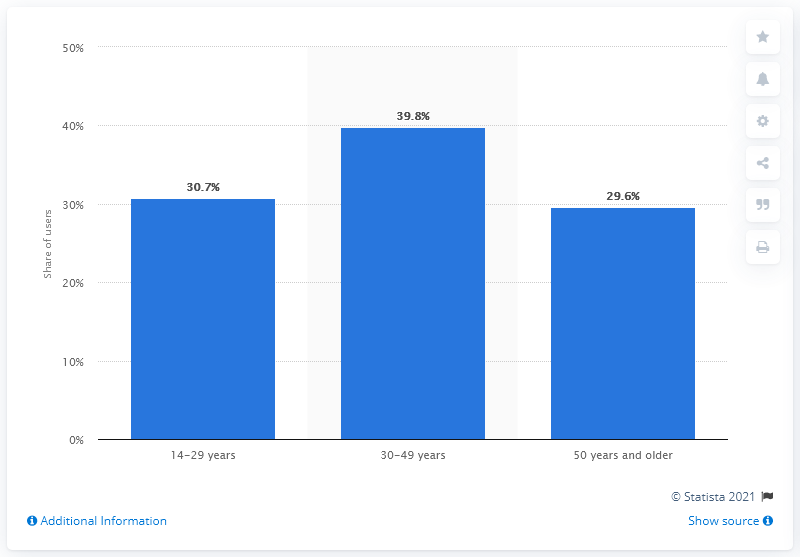 50%
40%
30%
20%
10%
0%
Share of users
30.7%
39.8%
29.6%
14-29 years
30-49 years
50 years and older
© Statista 2021
Additional Information
Show source